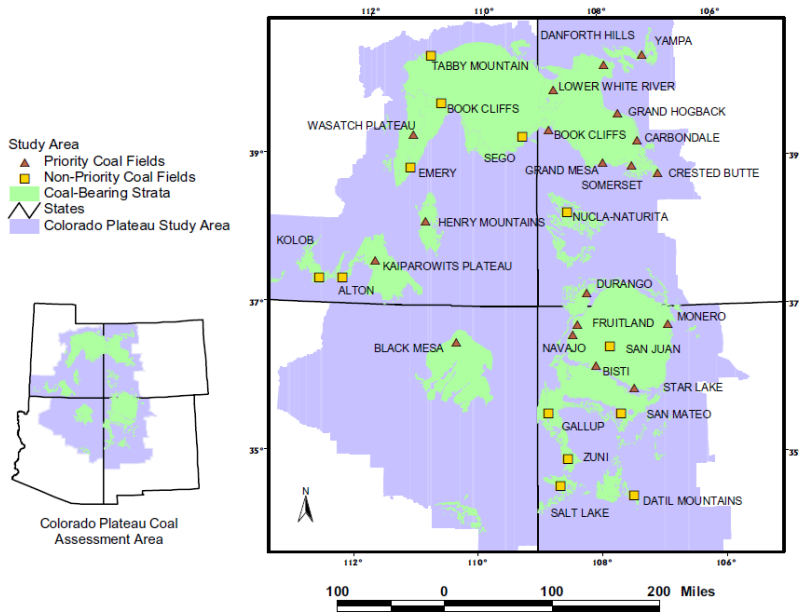 112°
110°
108°
106°
DANFORTH HILLS
YAMPA
TABBY MOUNTAIN
LOWER WHITE RIVER
BOOK CLIFFS
GRAND HOGBACK
WASATCH PLATEAU
BOOK CLIFFS
CARBONDALE
39°
39°
SEGO
EMERY
GRAND MESA
CRESTED BUTTE
SOMERSET
NUCLA-NATURITA
HENRY MOUNTAINS
KOLOB
KAIPAROWITS PLATEAU
DURANGO
ALTON
37°
37°
FRUITLAND
MONERO
BLACK MESA
NAVAJO
SAN JUAN
BISTI
STAR LAKE
SAN MATEO
GALLUP
35°
35°
ZUNI
DATIL MOUNTAINS
SALT LAKE
N
112°
110°
108°
106°
100 0 100 200 Miles
Study Area
Priority Coal Fields
Non-Priority Coal Fields
Coal-Bearing Strata
States
Colorado Plateau Study Area
Colorado Plateau Coal
Assessment Area